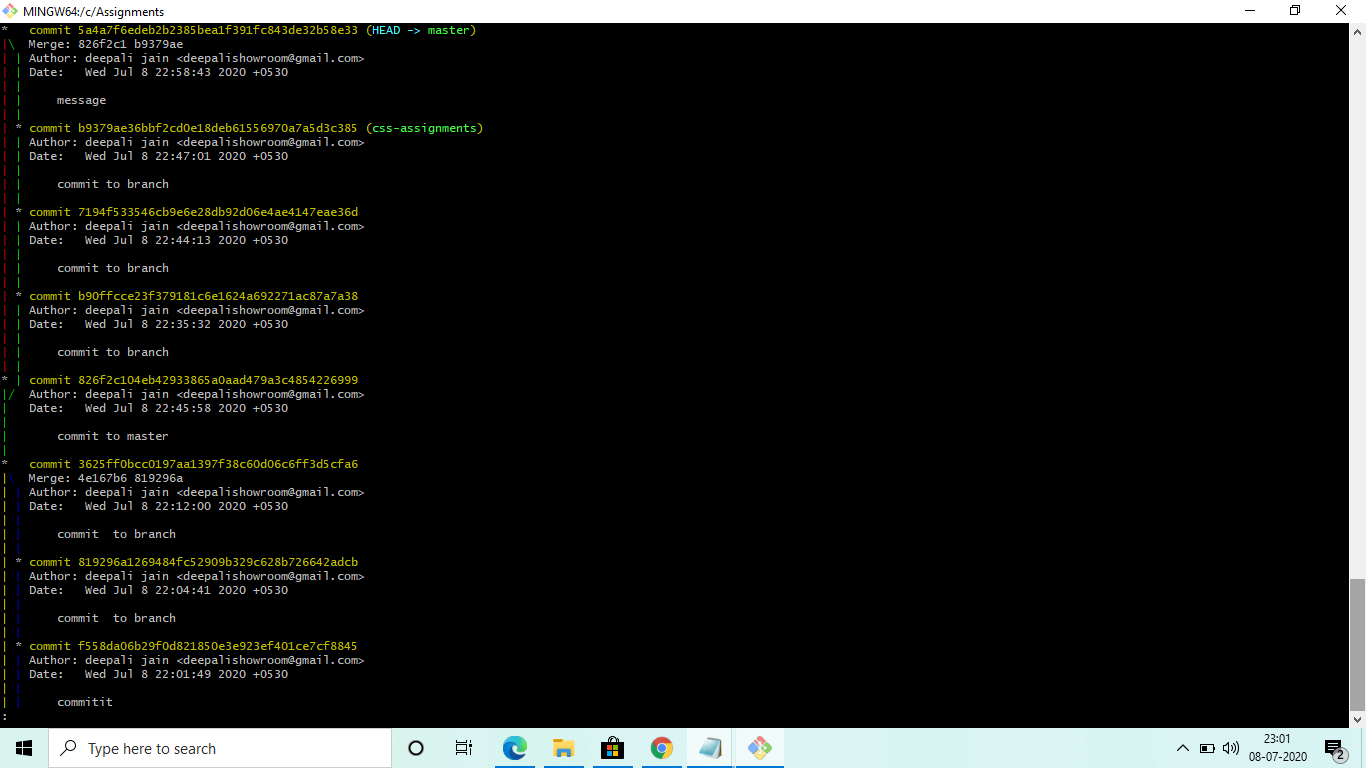 MINGW64:/c/Assignments
* commit 5a4a7f6edeb2b2385bea1f391fc843de32b58e33 (HEAD -> master)
|\ Merge: 826f2c1 b9379ae
| | Author: deepali jain <deepalishowroom@gmail.com>
| | Date: Wed Jul 8 22:58:43 2020 +0530
| |
| | message
| |
| * commit b9379ae36bbf2cd0e18deb61556970a7a5d3c385 (css-assignments)
| | Author: deepali jain <deepalishowroom@gmail.com>
| | Date: Wed Jul 8 22:47:01 2020 +0530
| |
| | commit to branch
| |
| * commit 7194f533546cb9e6e28db92d06e4ae4147eae36d
| | Author: deepali jain <deepalishowroom@gmail.com>
| | Date: Wed Jul 8 22:44:13 2020 +0530
| |
| | commit to branch
| |
| * commit b90ffcce23f379181c6e1624a692271ac87a7a38
| | Author: deepali jain <deepalishowroom@gmail.com>
| | Date: Wed Jul 8 22:35:32 2020 +0530
| |
| | commit to branch
| |
* | commit 826f2c104eb42933865a0aad479a3c4854226999
|/ Author: deepali jain <deepalishowroom@gmail.com>
| Date: Wed Jul 8 22:45:58 2020 +0530
|
| commit to master
|
* commit 3625ff0bcc0197aa1397f38c60d06c6ff3d5cfa6
|\ Merge: 4e167b6 819296a
| | Author: deepali jain <deepalishowroom@gmail.com>
| | Date: Wed Jul 8 22:12:00 2020 +0530
| |
| | commit  to branch
| |
| * commit 819296a1269484fc52909b329c628b726642adcb
| | Author: deepali jain <deepalishowroom@gmail.com>
| | Date: Wed Jul 8 22:04:41 2020 +0530
| |
| | commit  to branch
| |
| * commit f558da06b29f0d821850e3e923ef401ce7cf8845
| | Author: deepali jain <deepalishowroom@gmail.com>
| | Date: Wed Jul 8 22:01:49 2020 +0530
| |
| | commitit
:
Type here to search
23:01
08-07-2020
2